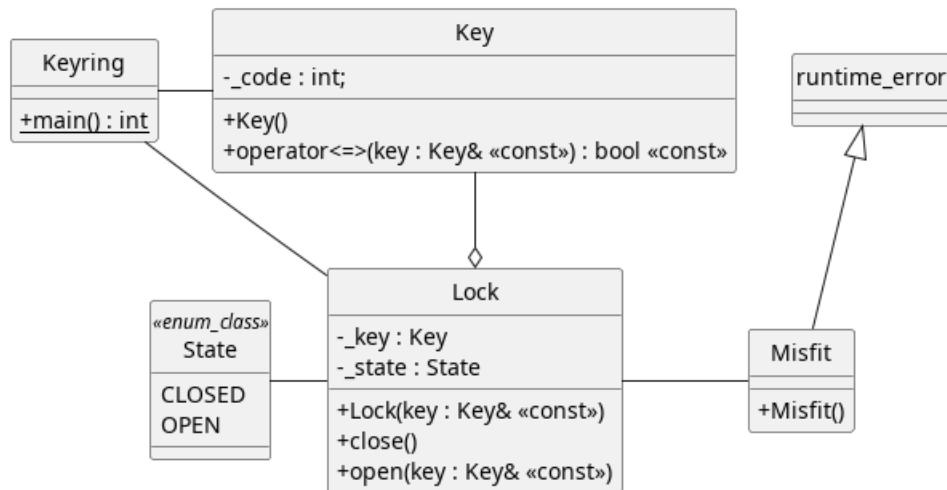 Keyring
+main() : int
Key
-_code : int;
+Key()
+operator<=>(key : Key& «const») : bool «const»
runtime_error
Lock
-_key : Key
-_state : State
+Lock(key : Key& «const»)
+close()
+open(key : Key& «const»)
«enum_class»
State
CLOSED
OPEN
Misfit
+Misfit()